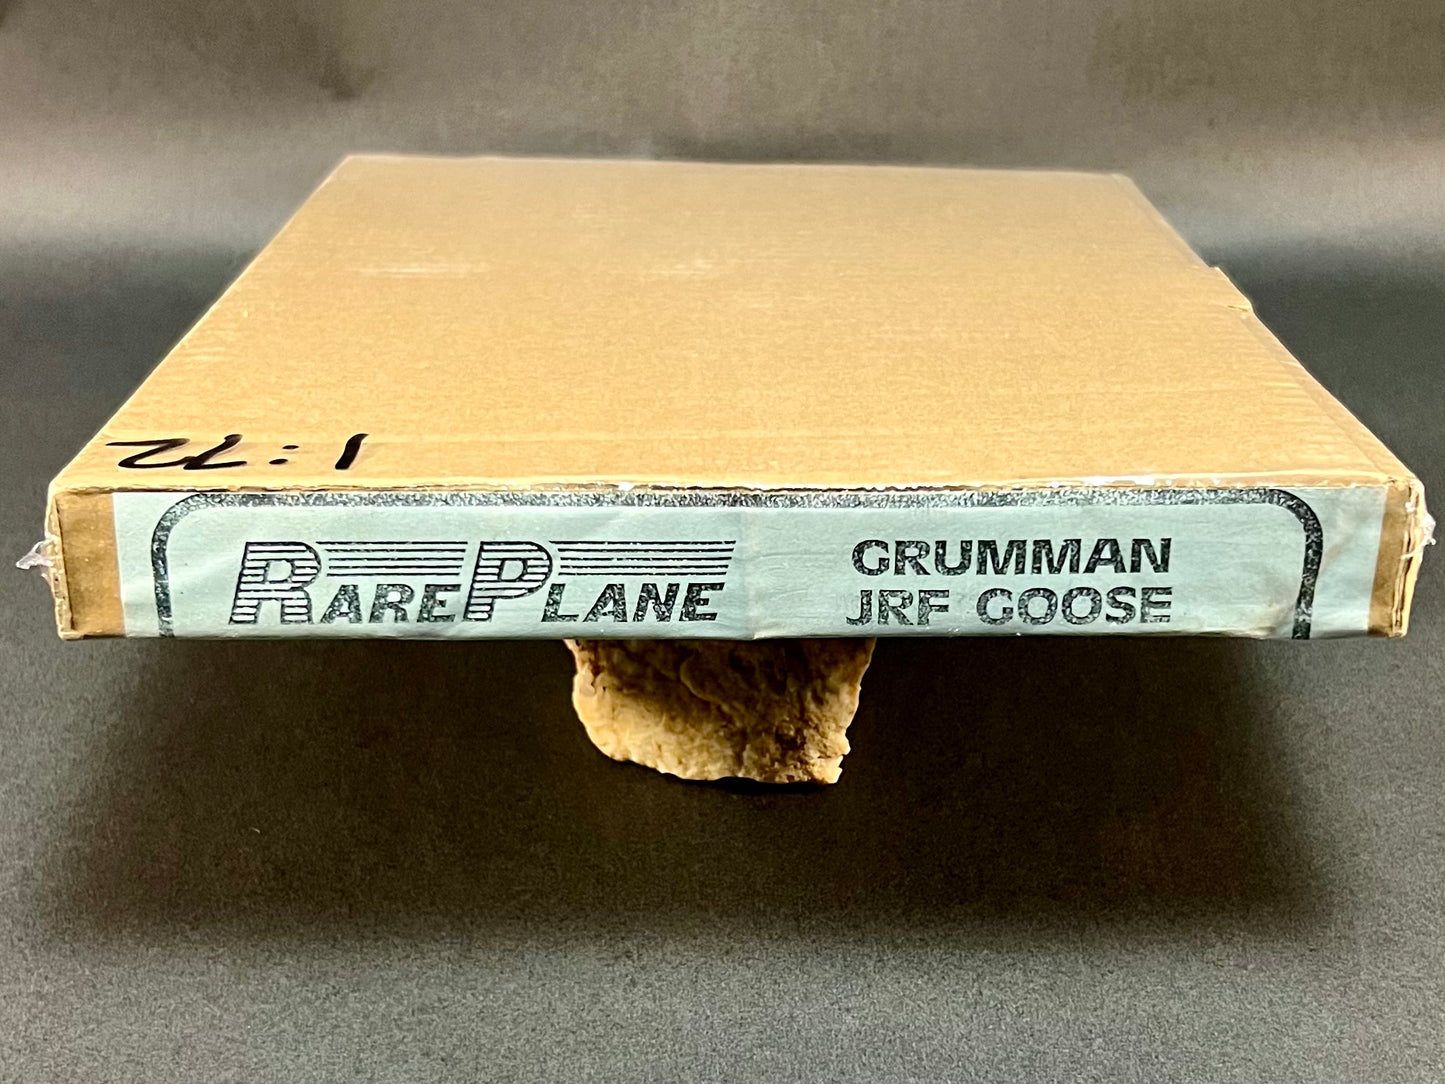 1:72
RAREPLANE
GRUMMAN
JRF GOOSE